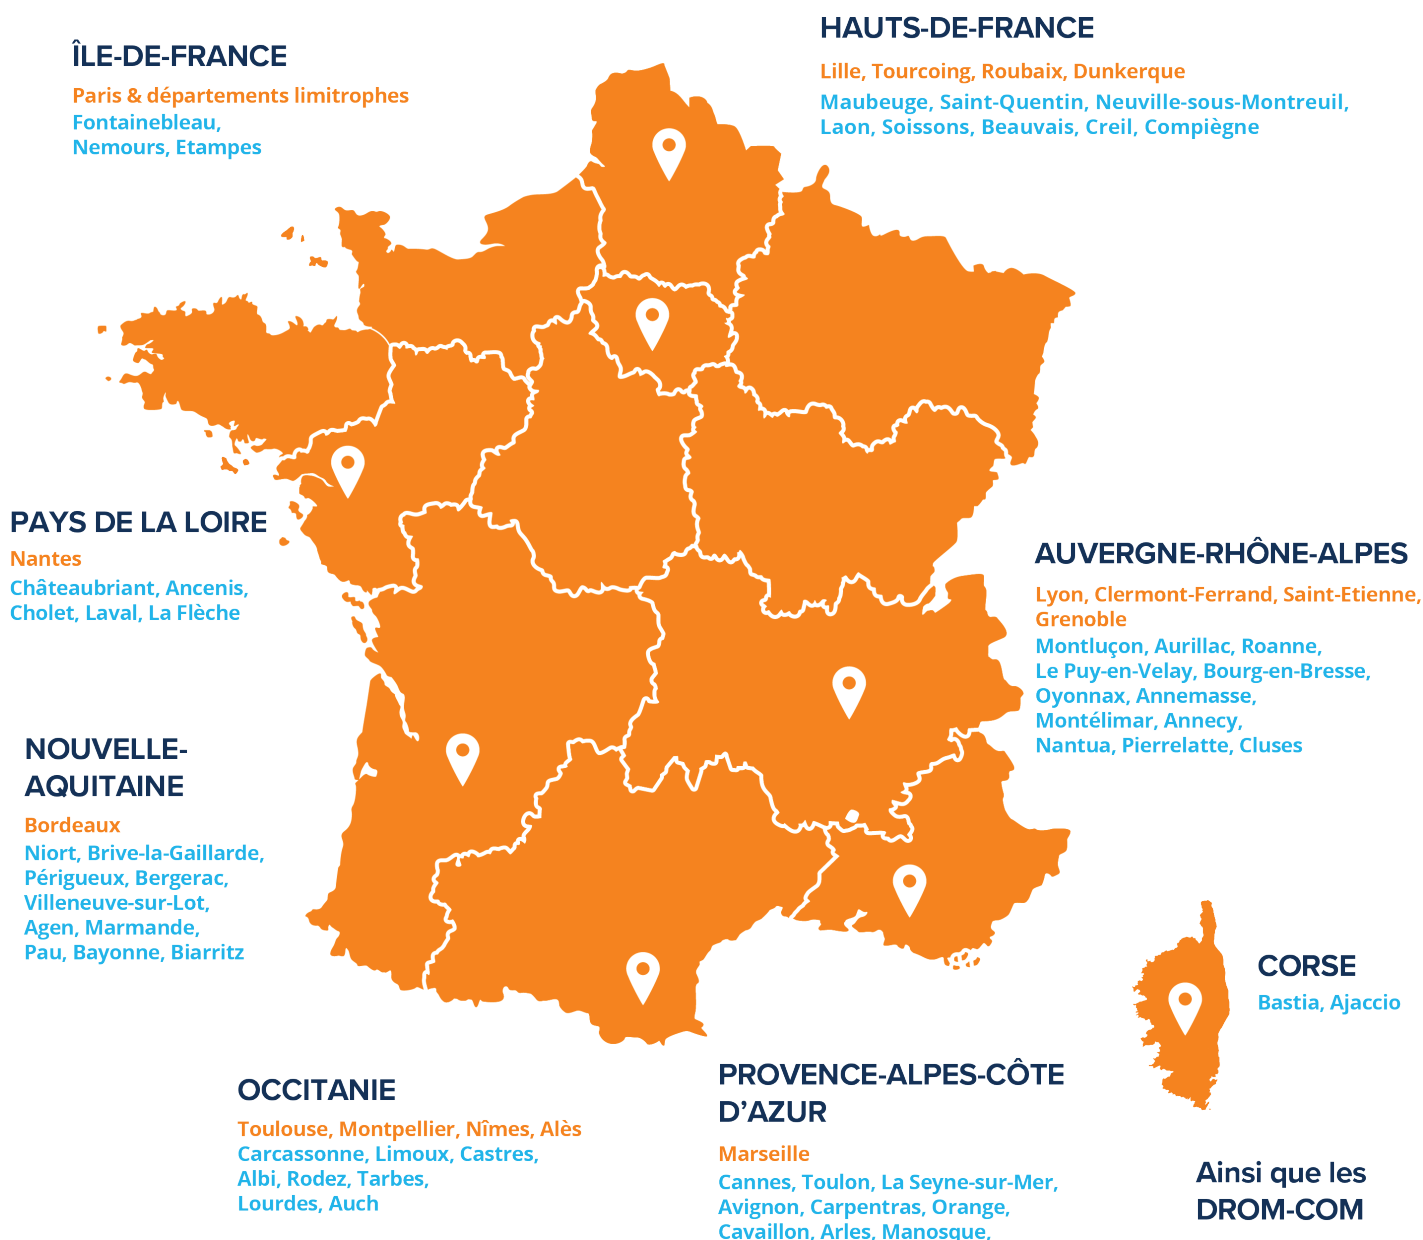 ÎLE-DE-FRANCE
Paris & départements limitrophes
Fontainebleau,
Nemours, Etampes
HAUTS-DE-FRANCE
Lille, Tourcoing, Roubaix, Dunkerque
Maubeuge, Saint-Quentin, Neuville-sous-Montreuil,
Laon, Soissons, Beauvais, Creil, Compiègne
PAYS DE LA LOIRE
Nantes
Châteaubriant, Ancenis,
Cholet, Laval, La Flèche
AUVERGNE-RHÔNE-ALPES
Lyon, Clermont-Ferrand, Saint-Etienne,
Grenoble
Montluçon, Aurillac, Roanne,
Le Puy-en-Velay, Bourg-en-Bresse,
Oyonnax, Annemasse,
Montélimar, Annecy,
Nantua, Pierrelatte, Cluses
NOUVELLE-
AQUITAINE
Bordeaux
Niort, Brive-la-Gaillarde,
Périgueux, Bergerac,
Villeneuve-sur-Lot,
Agen, Marmande,
Pau, Bayonne, Biarritz
CORSE
Bastia, Ajaccio
OCCITANIE
Toulouse, Montpellier, Nîmes, Alès
Carcassonne, Limoux, Castres,
Albi, Rodez, Tarbes,
Lourdes, Auch
PROVENCE-ALPES-CÔTE
D’AZUR
Marseille
Cannes, Toulon, La Seyne-sur-Mer,
Avignon, Carpentras, Orange,
Cavaillon, Arles, Manosque,
Ainsi que les
DROM-COM